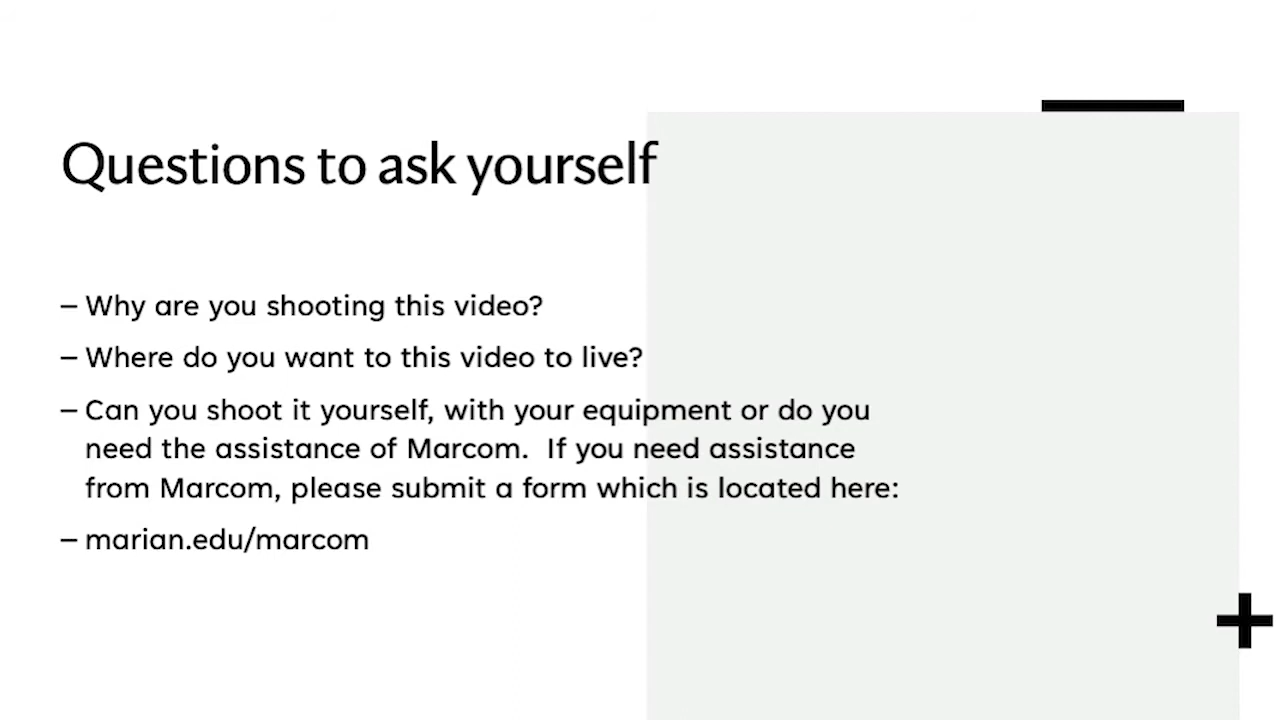 Questions to ask yourself
– Why are you shooting this video?
– Where do you want to this video to live?
– Can you shoot it yourself, with your equipment or do you
need the assistance of Marcom.  If you need assistance
from Marcom, please submit a form which is located here:
– marian.edu/marcom